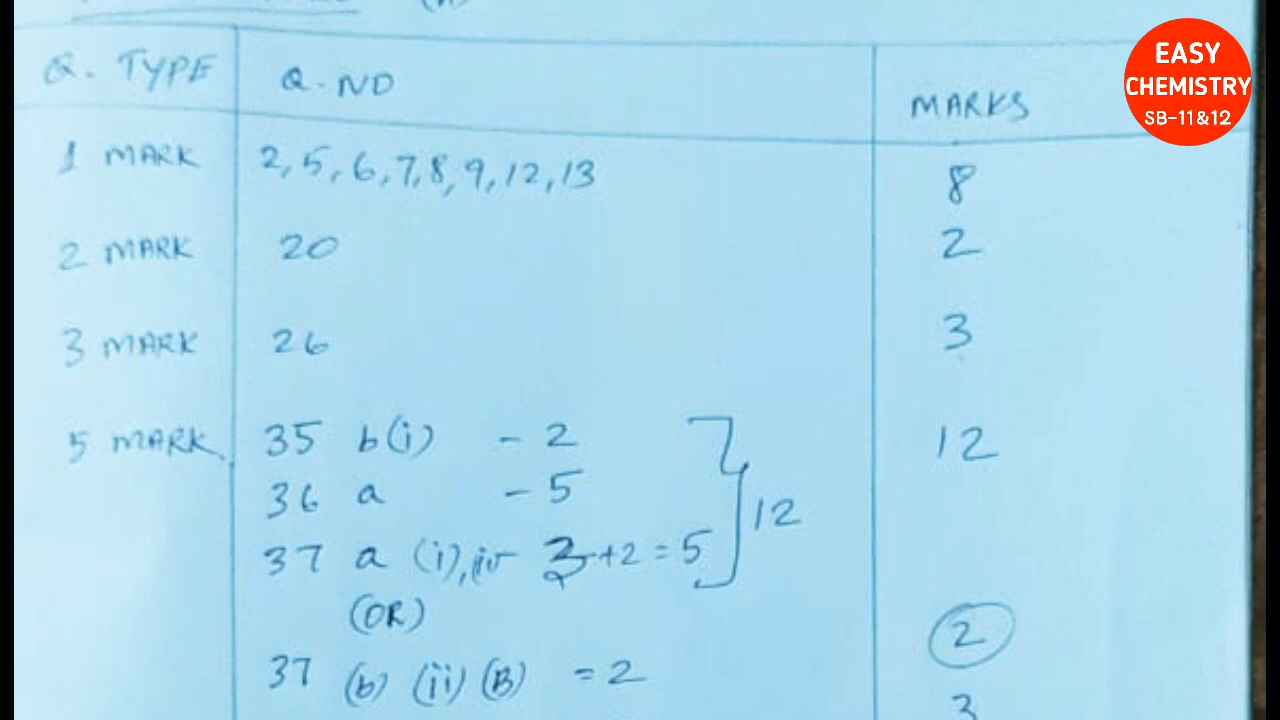 Q. TYPE Q. NO MARKS
1 MARK 2, 5, 6, 7, 8, 9, 12, 13 8
2 MARK 20 2
3 MARK 26 3
5 MARK 35 b(i) - 2 12
36 a - 5
12
37 a (i), iv 3+2 = 5
(OR)
2
37 (b) (ii) (B) = 2
3
EASY
CHEMISTRY
SB-11&12